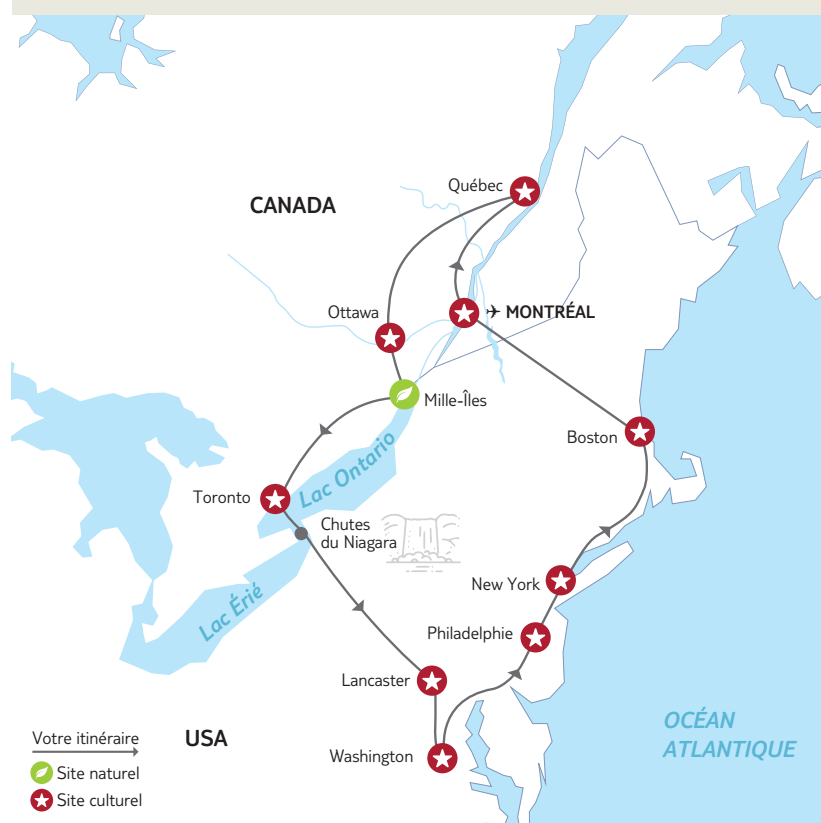 Québec
CANADA
Ottawa
MONTRÉAL
Mille-Îles
Boston
Lac Ontario
Toronto
Chutes
du Niagara
New York
Lac Érié
Philadelphie
Lancaster
Washington
USA
OCÉAN
ATLANTIQUE
Votre itinéraire
Site naturel
Site culturel